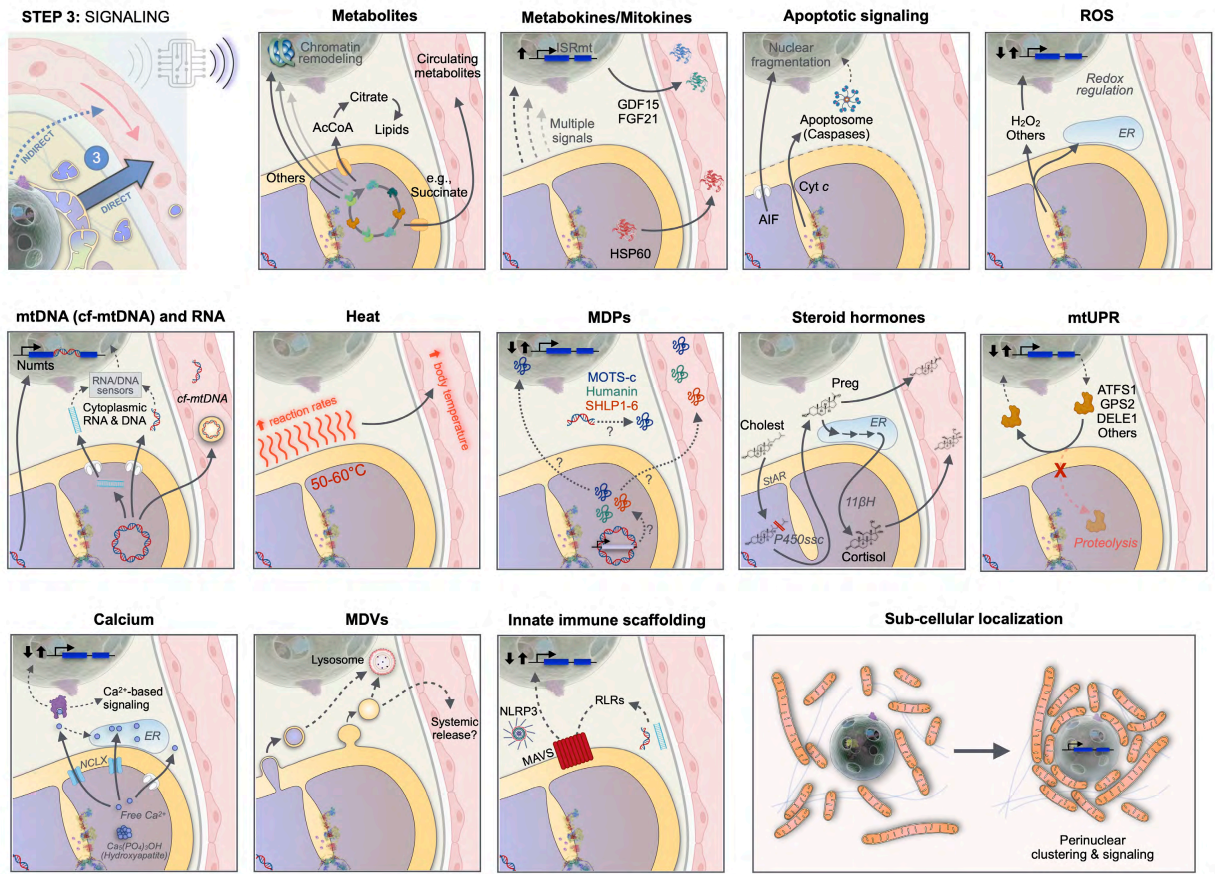 STEP 3: SIGNALING
INDIRECT
3
DIRECT
Metabolites
Chromatin
remodeling
Circulating
metabolites
Citrate
AcCoA
Lipids
Others
e.g.,
Succinate
Metabokines/Mitokines
ISRmt
GDF15
FGF21
Multiple
signals
HSP60
Apoptotic signaling
Nuclear
fragmentation
Apoptosome
(Caspases)
Cyt c
AIF
ROS
Redox
regulation
H₂O₂
Others
ER
mtDNA (cf-mtDNA) and RNA
Numts
RNA/DNA
sensors
Cytoplasmic
RNA & DNA
cf-mtDNA
Heat
reaction rates
body temperature
50-60°C
MDPs
MOTS-c
Humanin
SHLP1-6
?
?
?
?
Steroid hormones
Preg
ER
Cholest
StAR
11βH
P450ssc
Cortisol
mtUPR
ATFS1
GPS2
DELE1
Others
X
Proteolysis
Calcium
Ca²⁺-based
signaling
ER
NCLX
Free Ca²⁺
Ca₅(PO₄)₃OH
(Hydroxyapatite)
MDVs
Lysosome
Systemic
release?
Innate immune scaffolding
NLRP3
RLRs
MAVS
Sub-cellular localization
Perinuclear
clustering & signaling